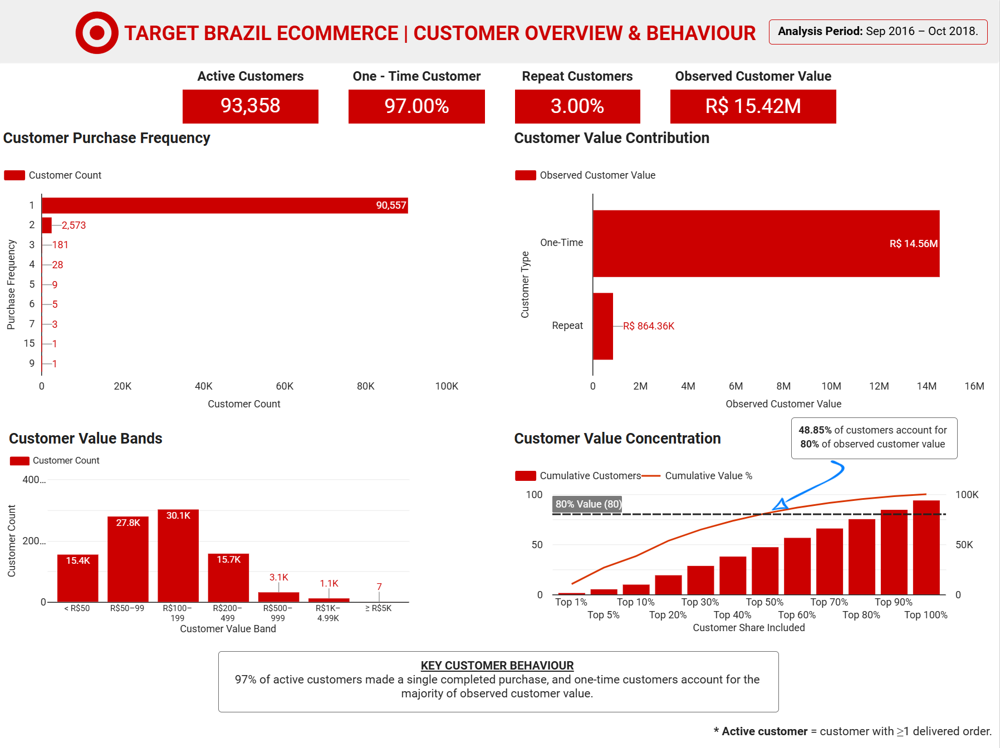 TARGET BRAZIL ECOMMERCE | CUSTOMER OVERVIEW & BEHAVIOUR
Analysis Period: Sep 2016 – Oct 2018.
Active Customers
93,358
One - Time Customer
97.00%
Repeat Customers
3.00%
Observed Customer Value
R$ 15.42M
Customer Purchase Frequency
Customer Count
Purchase Frequency
1
90,557
2
2,573
3
181
4
28
5
9
6
5
7
3
15
1
9
1
0
20K
40K
60K
80K
100K
Customer Count
Customer Value Contribution
Observed Customer Value
Customer Type
One-Time
R$ 14.56M
Repeat
R$ 864.36K
0
2M
4M
6M
8M
10M
12M
14M
16M
Observed Customer Value
Customer Value Bands
Customer Count
Customer Count
400...
200...
0
15.4K
27.8K
30.1K
15.7K
3.1K
1.1K
7
< R$50
R$50–99
R$100–
199
R$200–
499
R$500–
999
R$1K–
4.99K
≥ R$5K
Customer Value Band
Customer Value Concentration
48.85% of customers account for
80% of observed customer value
Cumulative Customers
Cumulative Value %
100
50
0
80% Value (80)
100K
50K
0
Top 1%
Top 5%
Top 10%
Top 20%
Top 30%
Top 40%
Top 50%
Top 60%
Top 70%
Top 80%
Top 90%
Top 100%
Customer Share Included
KEY CUSTOMER BEHAVIOUR
97% of active customers made a single completed purchase, and one-time customers account for the
majority of observed customer value.
* Active customer = customer with ≥1 delivered order.